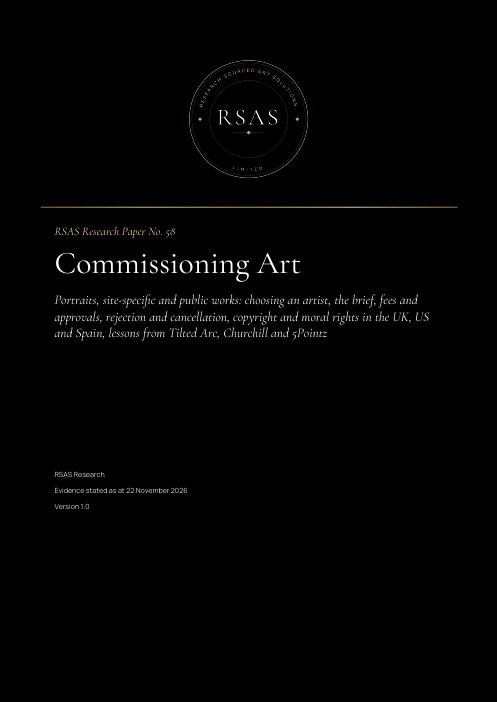 RESEARCH SOURCED ART SOLUTIONS
RSAS
LIMITED
RSAS Research Paper No. 58
Commissioning Art
Portraits, site-specific and public works: choosing an artist, the brief, fees and
approvals, rejection and cancellation, copyright and moral rights in the UK, US
and Spain, lessons from Tilted Arc, Churchill and 5Pointz
RSAS Research
Evidence stated as at 22 November 2026
Version 1.0